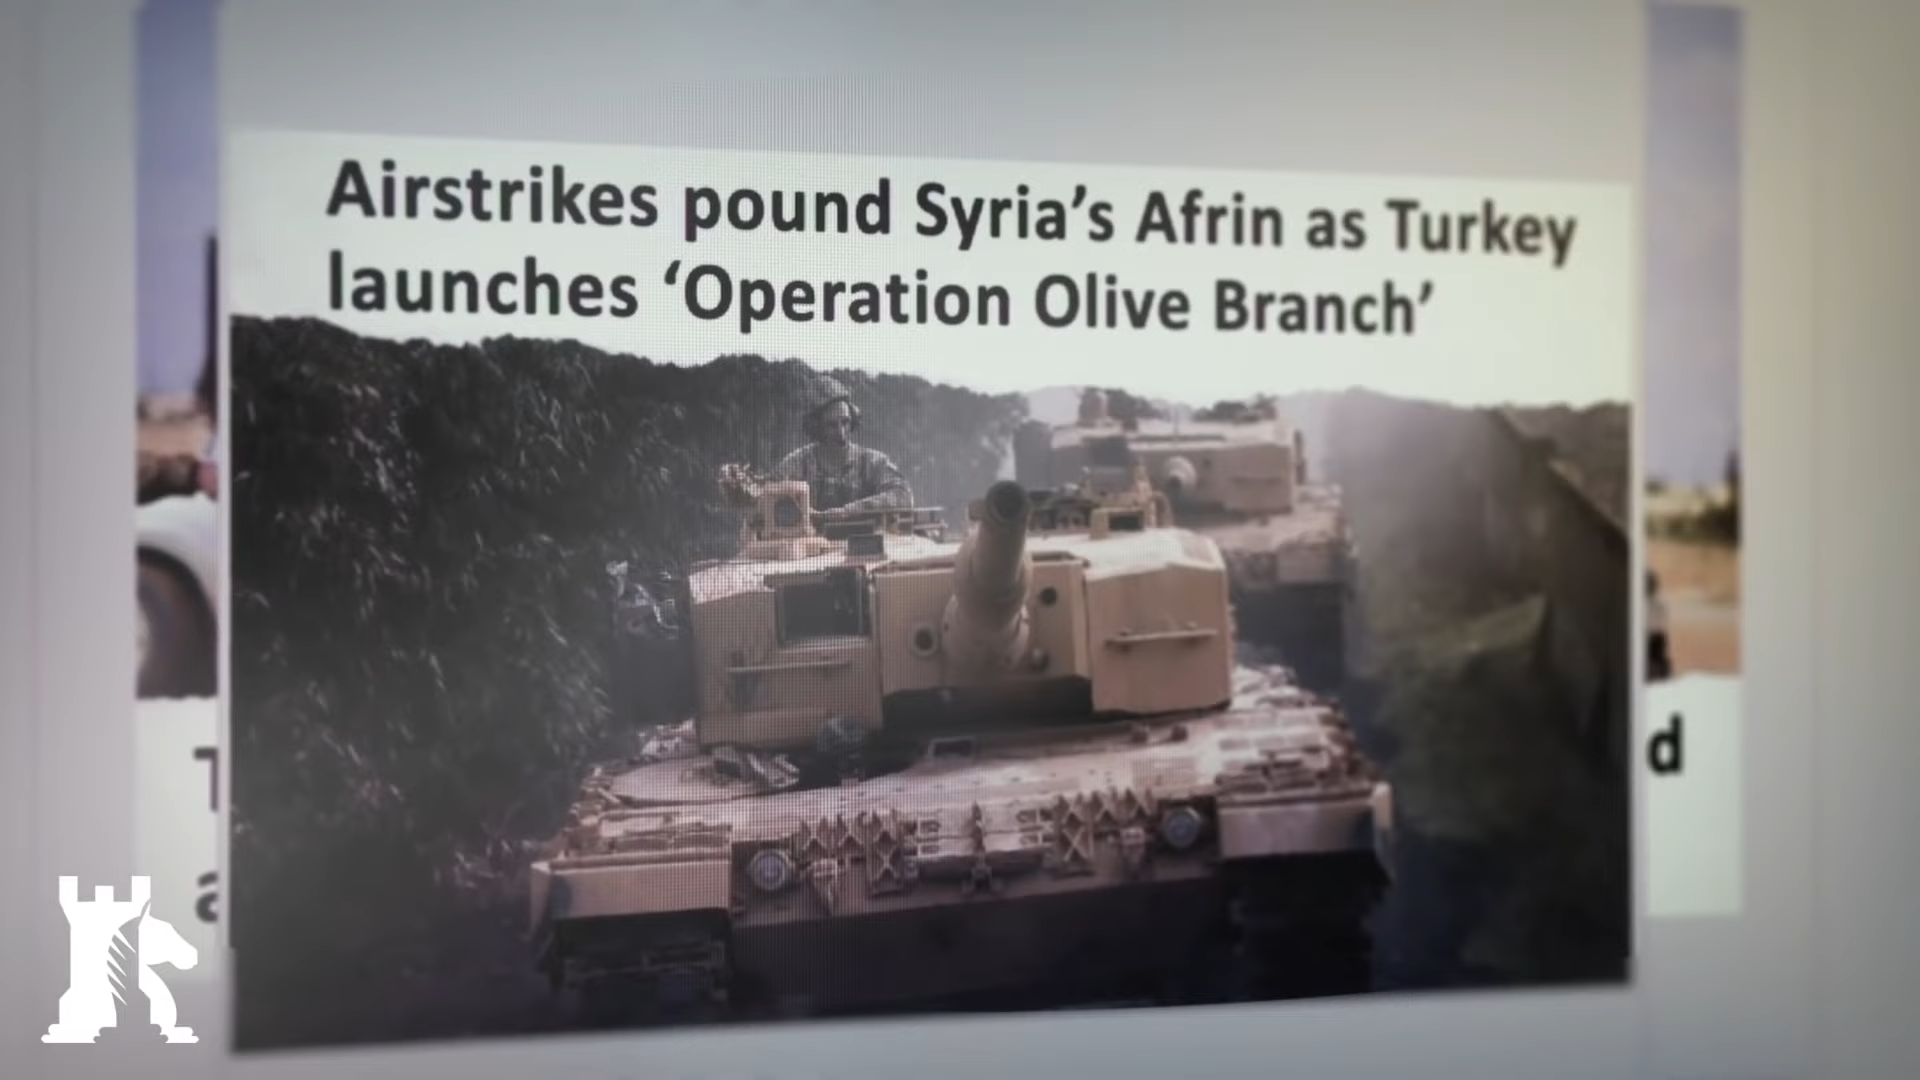 Airstrikes pound Syria’s Afrin as Turkey
launches ‘Operation Olive Branch’
d